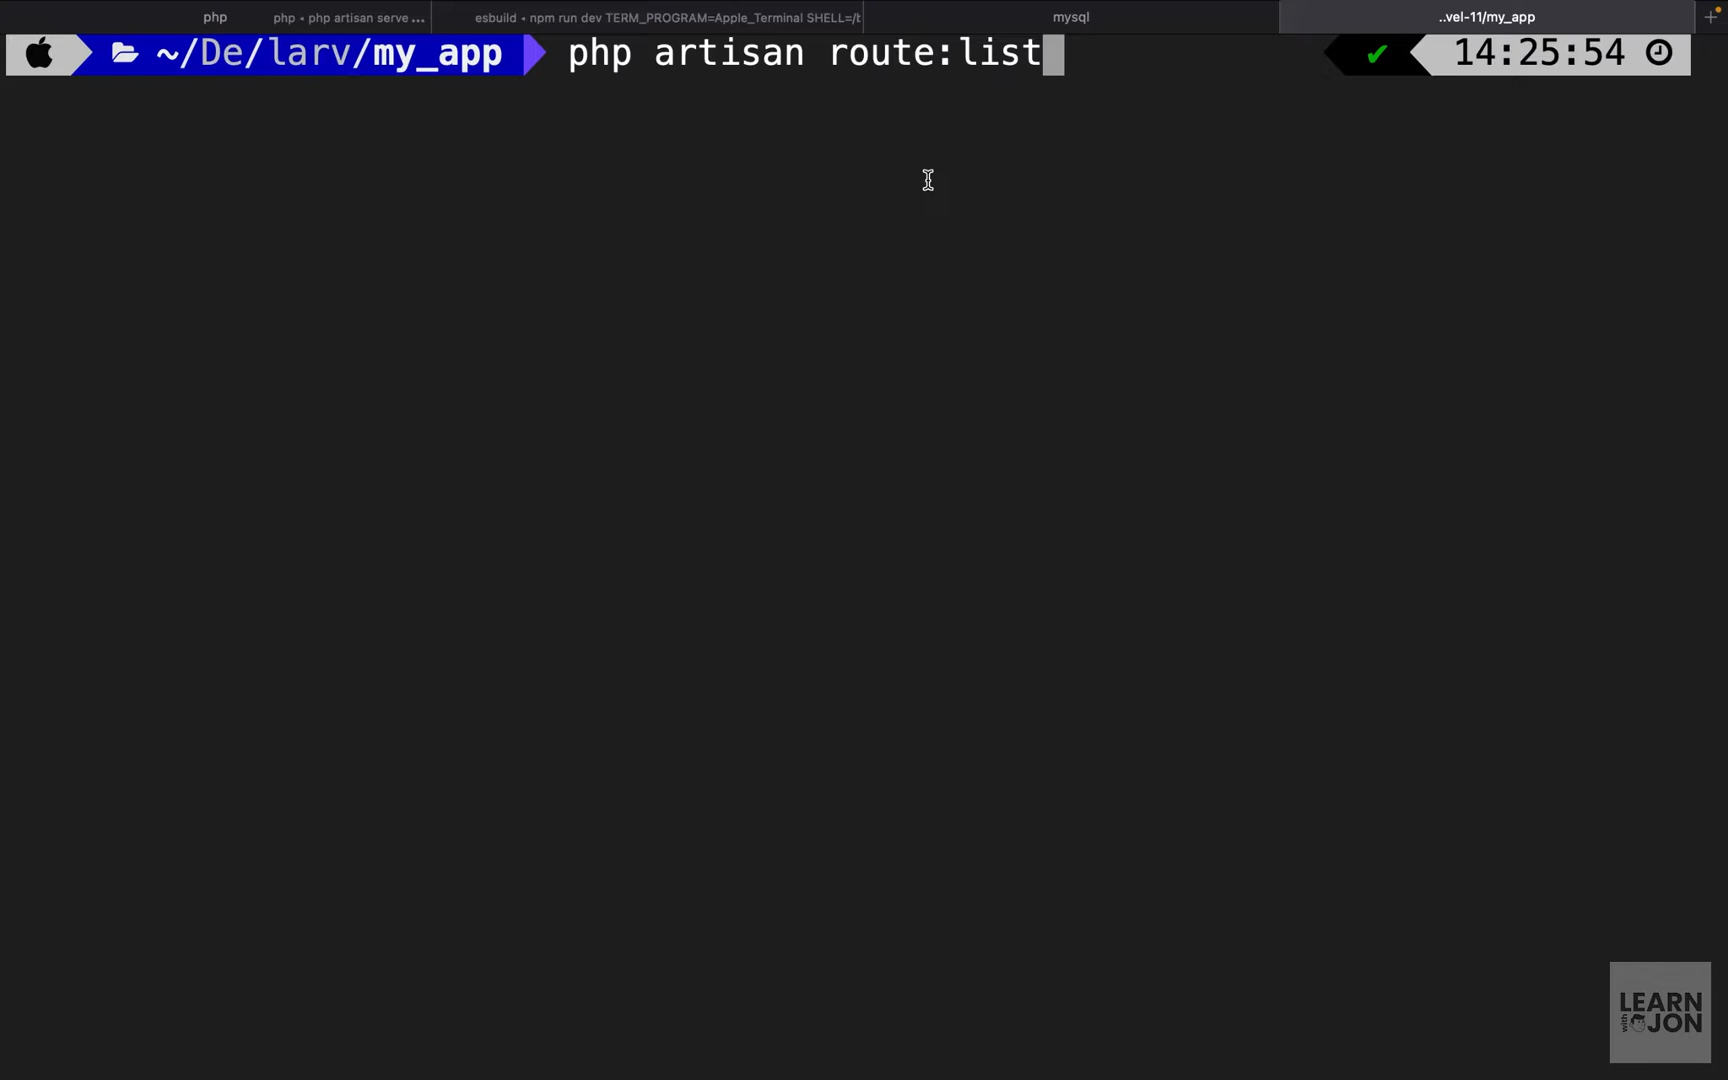 php php • php artisan serve ...
esbuild • npm run dev TERM_PROGRAM=Apple_Terminal SHELL=/b
mysql
..vel-11/my_app
~/De/larv/my_app php artisan route:list ✔ 14:25:54
LEARN
with JON